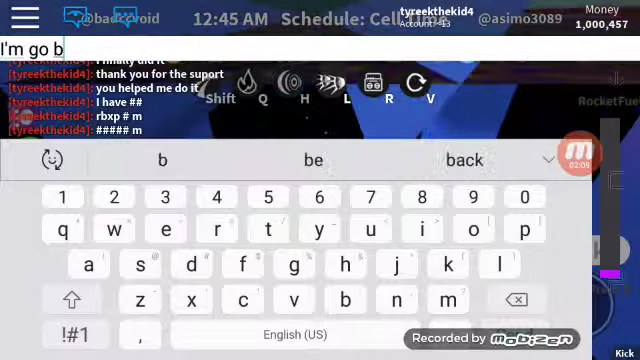 @badccvoid
12:45 AM Schedule: Cell Time
@asimo3089
tyreekthekid4
Account: <13
Money
1,000,457
I'm go b
[tyreekthekid4]: I finally did it
[tyreekthekid4]: thank you for the suport
[tyreekthekid4]: you helped me do it
[tyreekthekid4]: I have ##
[tyreekthekid4]: rbxp # m
[tyreekthekid4]: ##### m
Shift Q H L R V
RocketFuel
b be back
02:09
1 2 3 4 5 6 7 8 9 0
q w e r t y u i o p
a s d f g h j k l
z x c v b n m
!#1 , English (US)
Recorded by mobizen
Kick